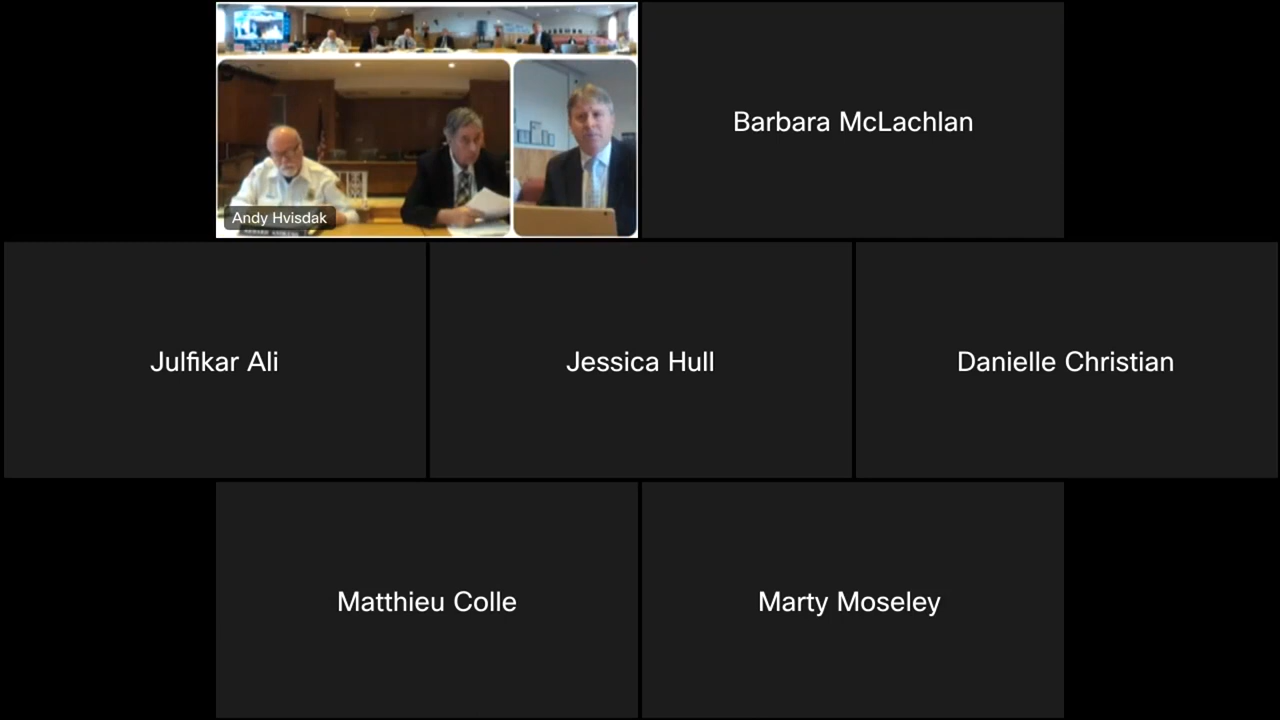 Andy Hvisdak
Barbara McLachlan
Julfikar Ali
Jessica Hull
Danielle Christian
Matthieu Colle
Marty Moseley